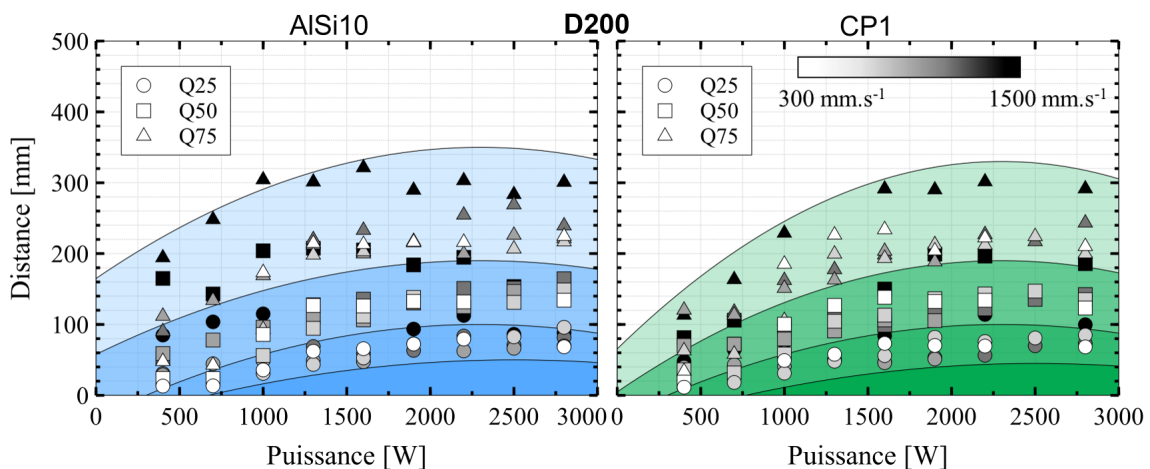 AlSi10 D200 CP1
500
400
300
200
100
0
Distance [mm]
Q25
Q50
Q75
Q25
Q50
Q75
300 mm.s-1 1500 mm.s-1
0 500 1000 1500 2000 2500 3000
0 500 1000 1500 2000 2500 3000
Puissance [W] Puissance [W]